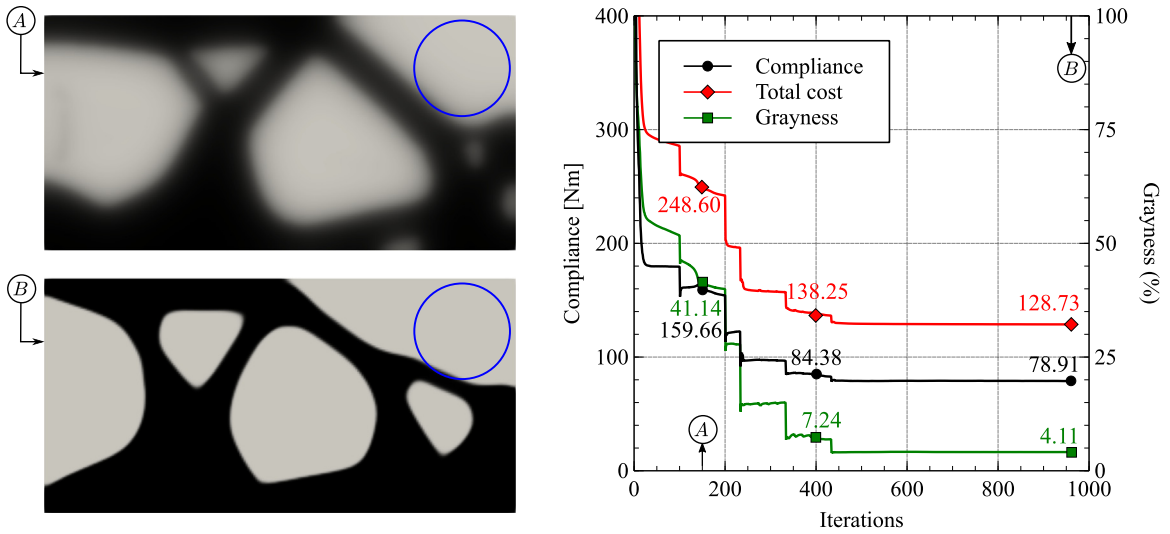 A
B
400
300
200
100
0
Compliance [Nm]
100
75
50
25
0
Grayness (%)
0
200
400
600
800
1000
Iterations
Compliance
Total cost
Grayness
B
248.60
138.25
128.73
41.14
159.66
84.38
78.91
A
7.24
4.11